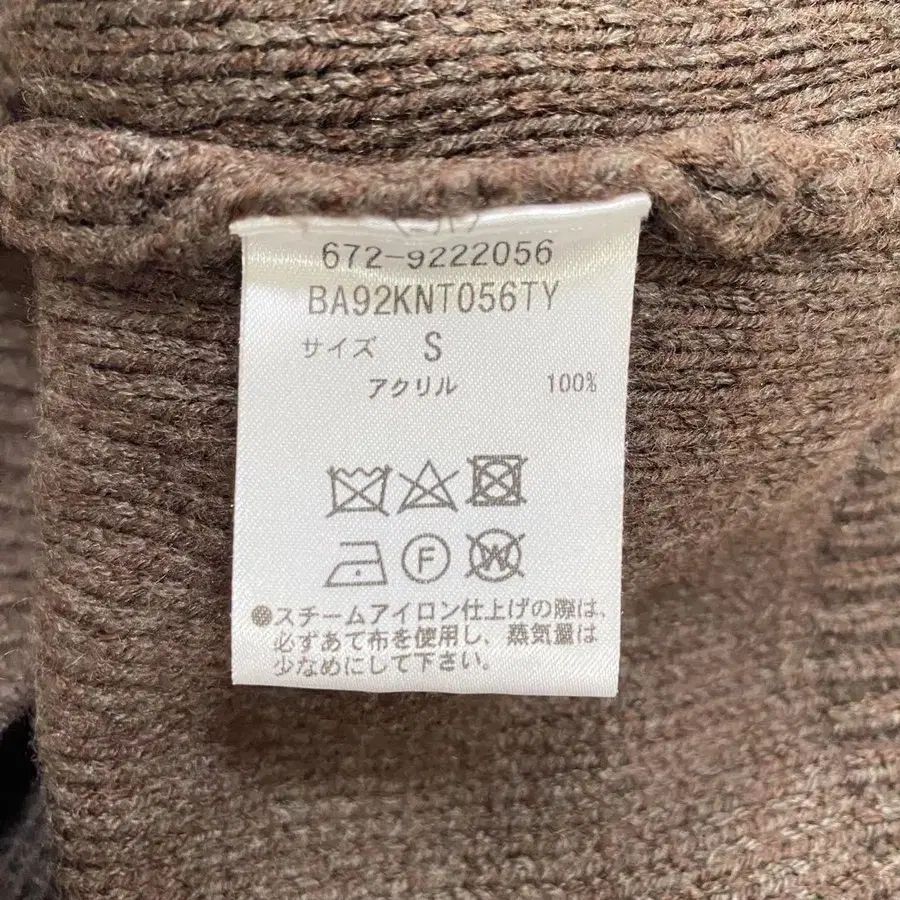 672-9222056
BA92KNT056TY
サイズ S
アクリル 100%
F
W
●スチームアイロン仕上げの際は、
必ずあて布を使用し、蒸気量は
少なめにして下さい。